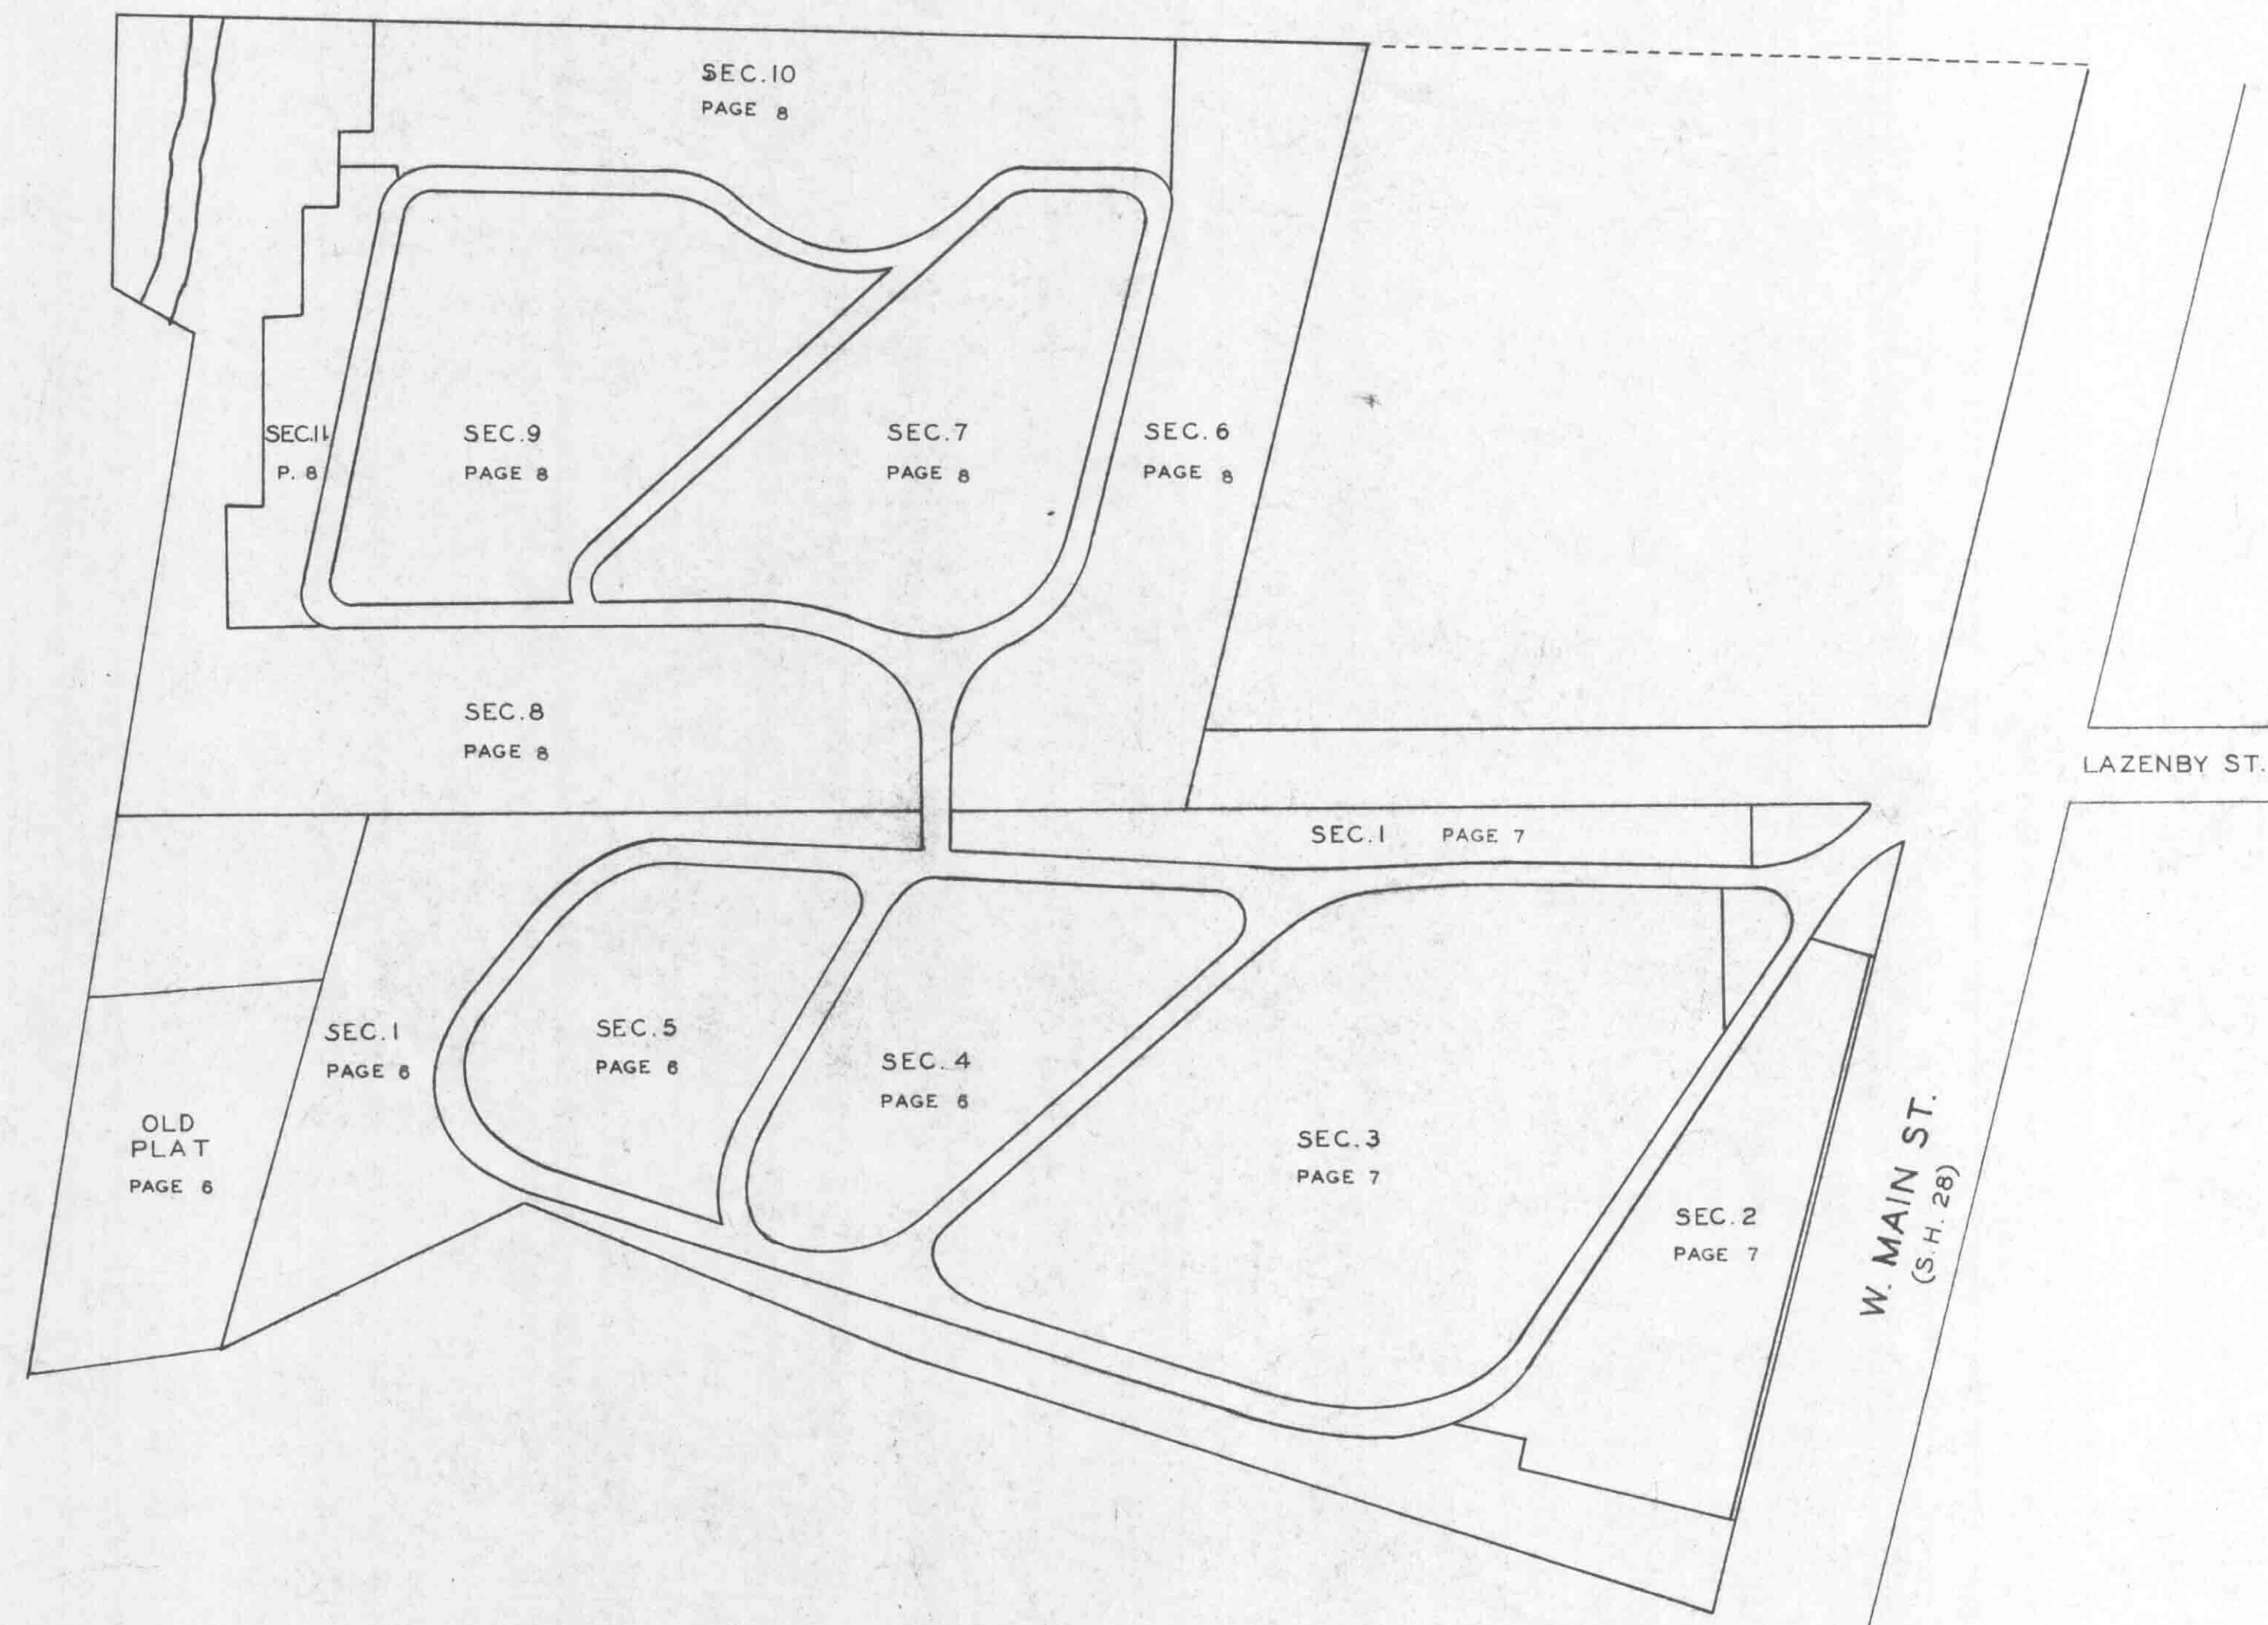 SEC.10
PAGE 8
SEC.11
P. 8
SEC.9
PAGE 8
SEC.7
PAGE 8
SEC. 6
PAGE 8
SEC.8
PAGE 8
LAZENBY ST.
SEC.1 PAGE 7
SEC.1
PAGE 6
SEC.5
PAGE 6
SEC. 4
PAGE 6
OLD
PLAT
PAGE 6
SEC.3
PAGE 7
SEC. 2
PAGE 7
W. MAIN ST.
(S.H. 28)